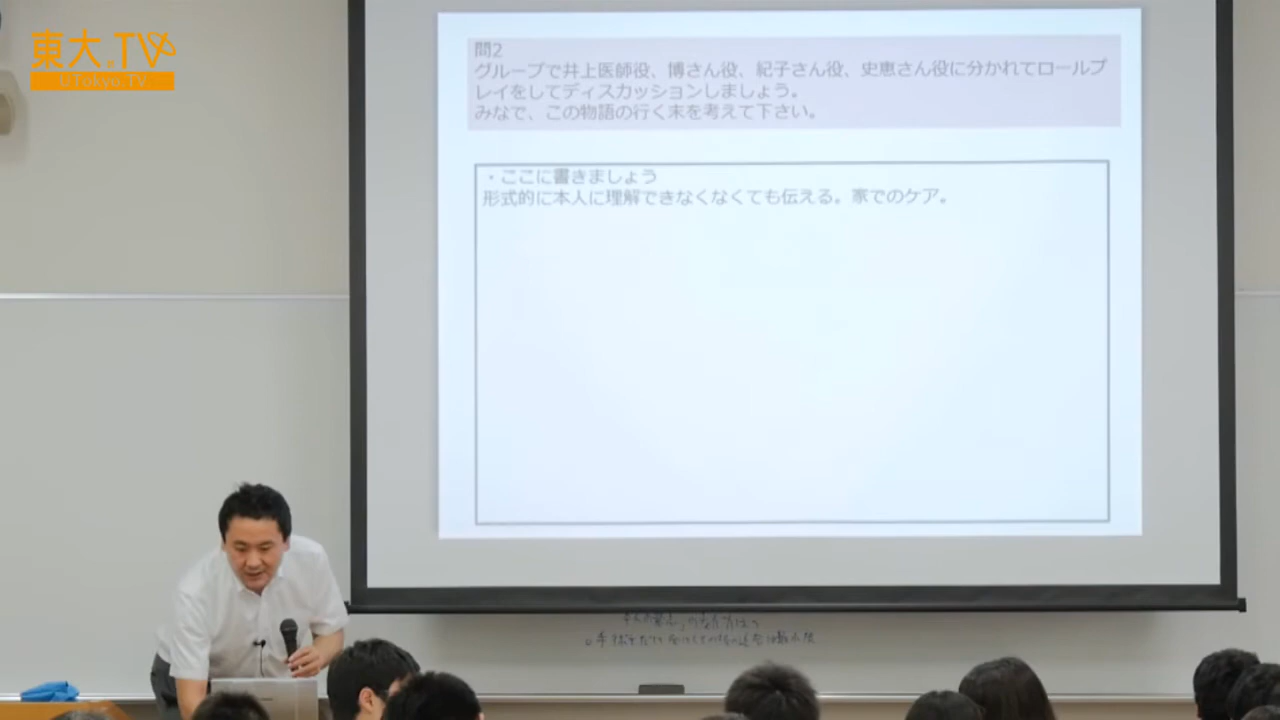 東大.TV
UTokyo.TV
問2
グループで井上医師役、博さん役、紀子さん役、史恵さん役に分かれてロールプ
レイをしてディスカッションしましょう。
みなで、この物語の行く末を考えて下さい。
・ここに書きましょう
形式的に本人に理解できなくなくても伝える。家でのケア。